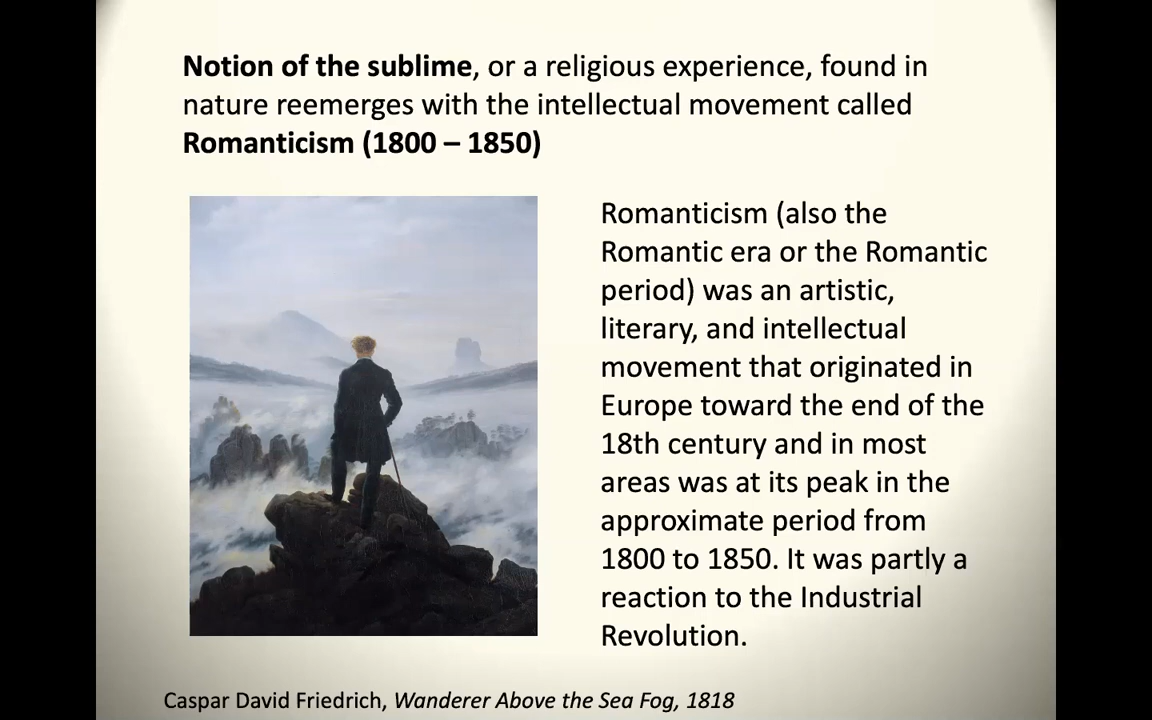 Notion of the sublime, or a religious experience, found in
nature reemerges with the intellectual movement called
Romanticism (1800 – 1850)
Romanticism (also the
Romantic era or the Romantic
period) was an artistic,
literary, and intellectual
movement that originated in
Europe toward the end of the
18th century and in most
areas was at its peak in the
approximate period from
1800 to 1850. It was partly a
reaction to the Industrial
Revolution.
Caspar David Friedrich, Wanderer Above the Sea Fog, 1818